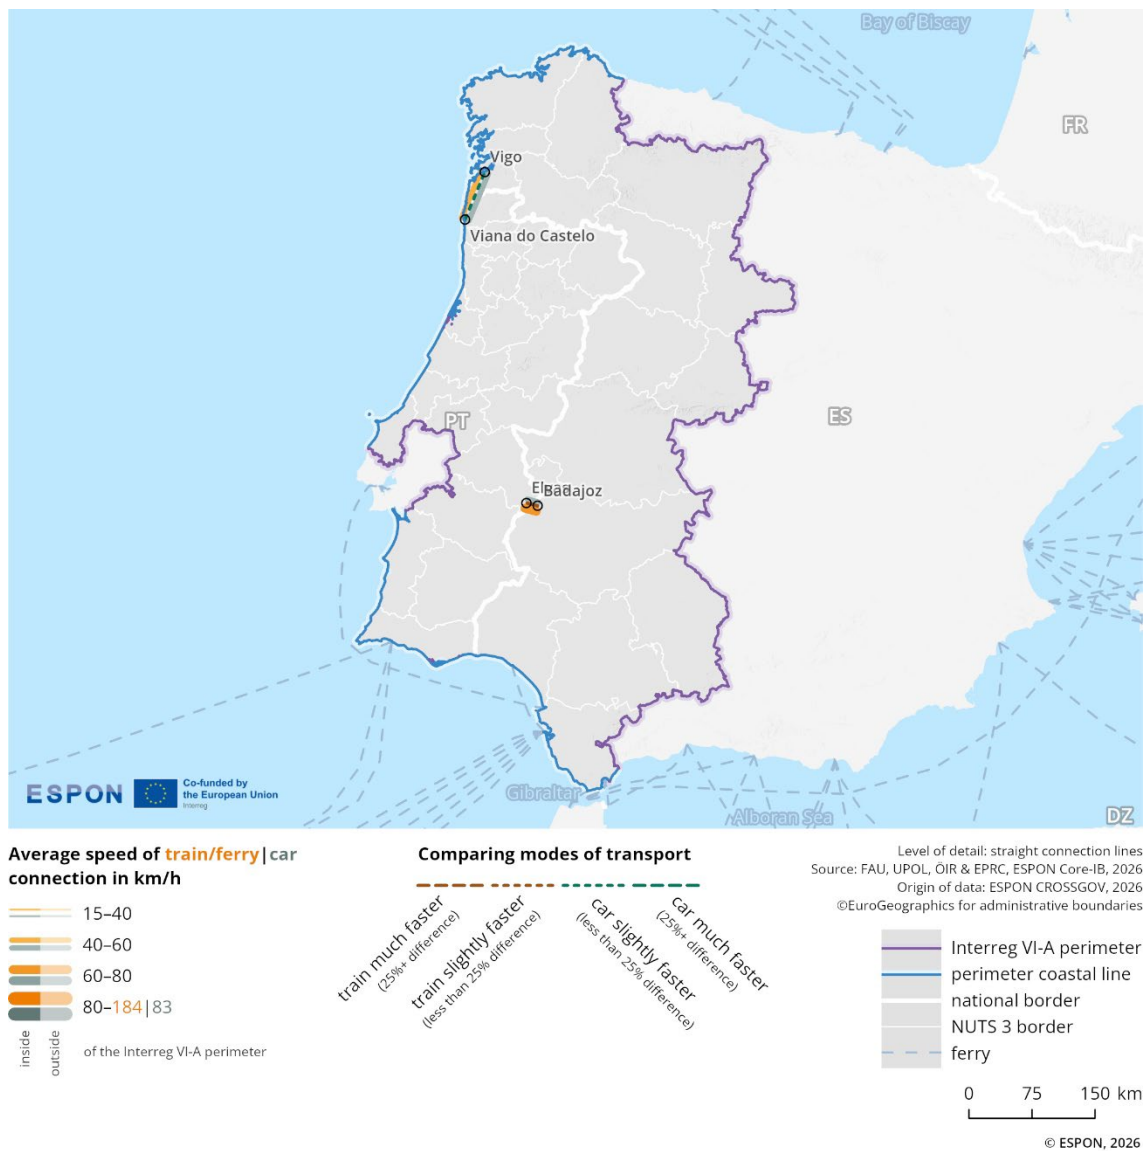 Bay of Biscay
FR
Vigo
Viana do Castelo
PT
ES
Badajoz
Gibraltar
Alboran Sea
DZ
ESPON
Co-funded by
the European Union
Interreg
Average speed of train/ferry|car
connection in km/h
15–40
40–60
60–80
80–184|83
inside
outside
of the Interreg VI-A perimeter
Comparing modes of transport
train much faster
(25%+ difference)
train slightly faster
(less than 25% difference)
car slightly faster
(less than 25% difference)
car much faster
(25%+ difference)
Level of detail: straight connection lines
Source: FAU, UPOL, ÖIR & EPRC, ESPON Core-IB, 2026
Origin of data: ESPON CROSSGOV, 2026
©EuroGeographics for administrative boundaries
Interreg VI-A perimeter
perimeter coastal line
national border
NUTS 3 border
ferry
0 75 150 km
© ESPON, 2026